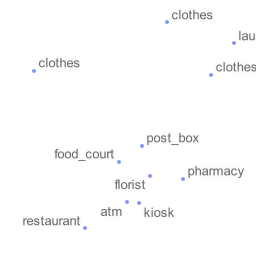 clothes
lau
clothes
clothes
post_box
food_court
pharmacy
florist
atm
kiosk
restaurant